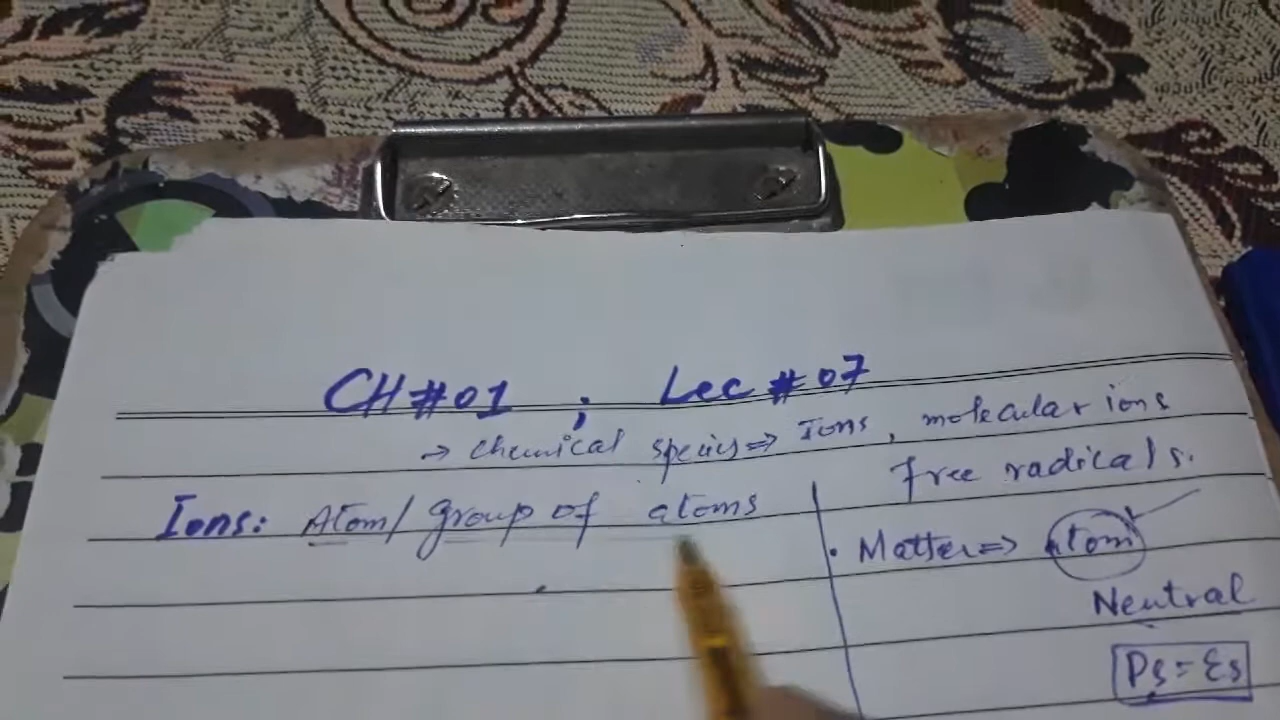 CH#01 ; Lec #07
→ chemical species ⇒ Ions, molecular ions
free radicals.
Ions: Atom/group of atoms
• Matter ⇒ atom
Neutral
Ps = Es